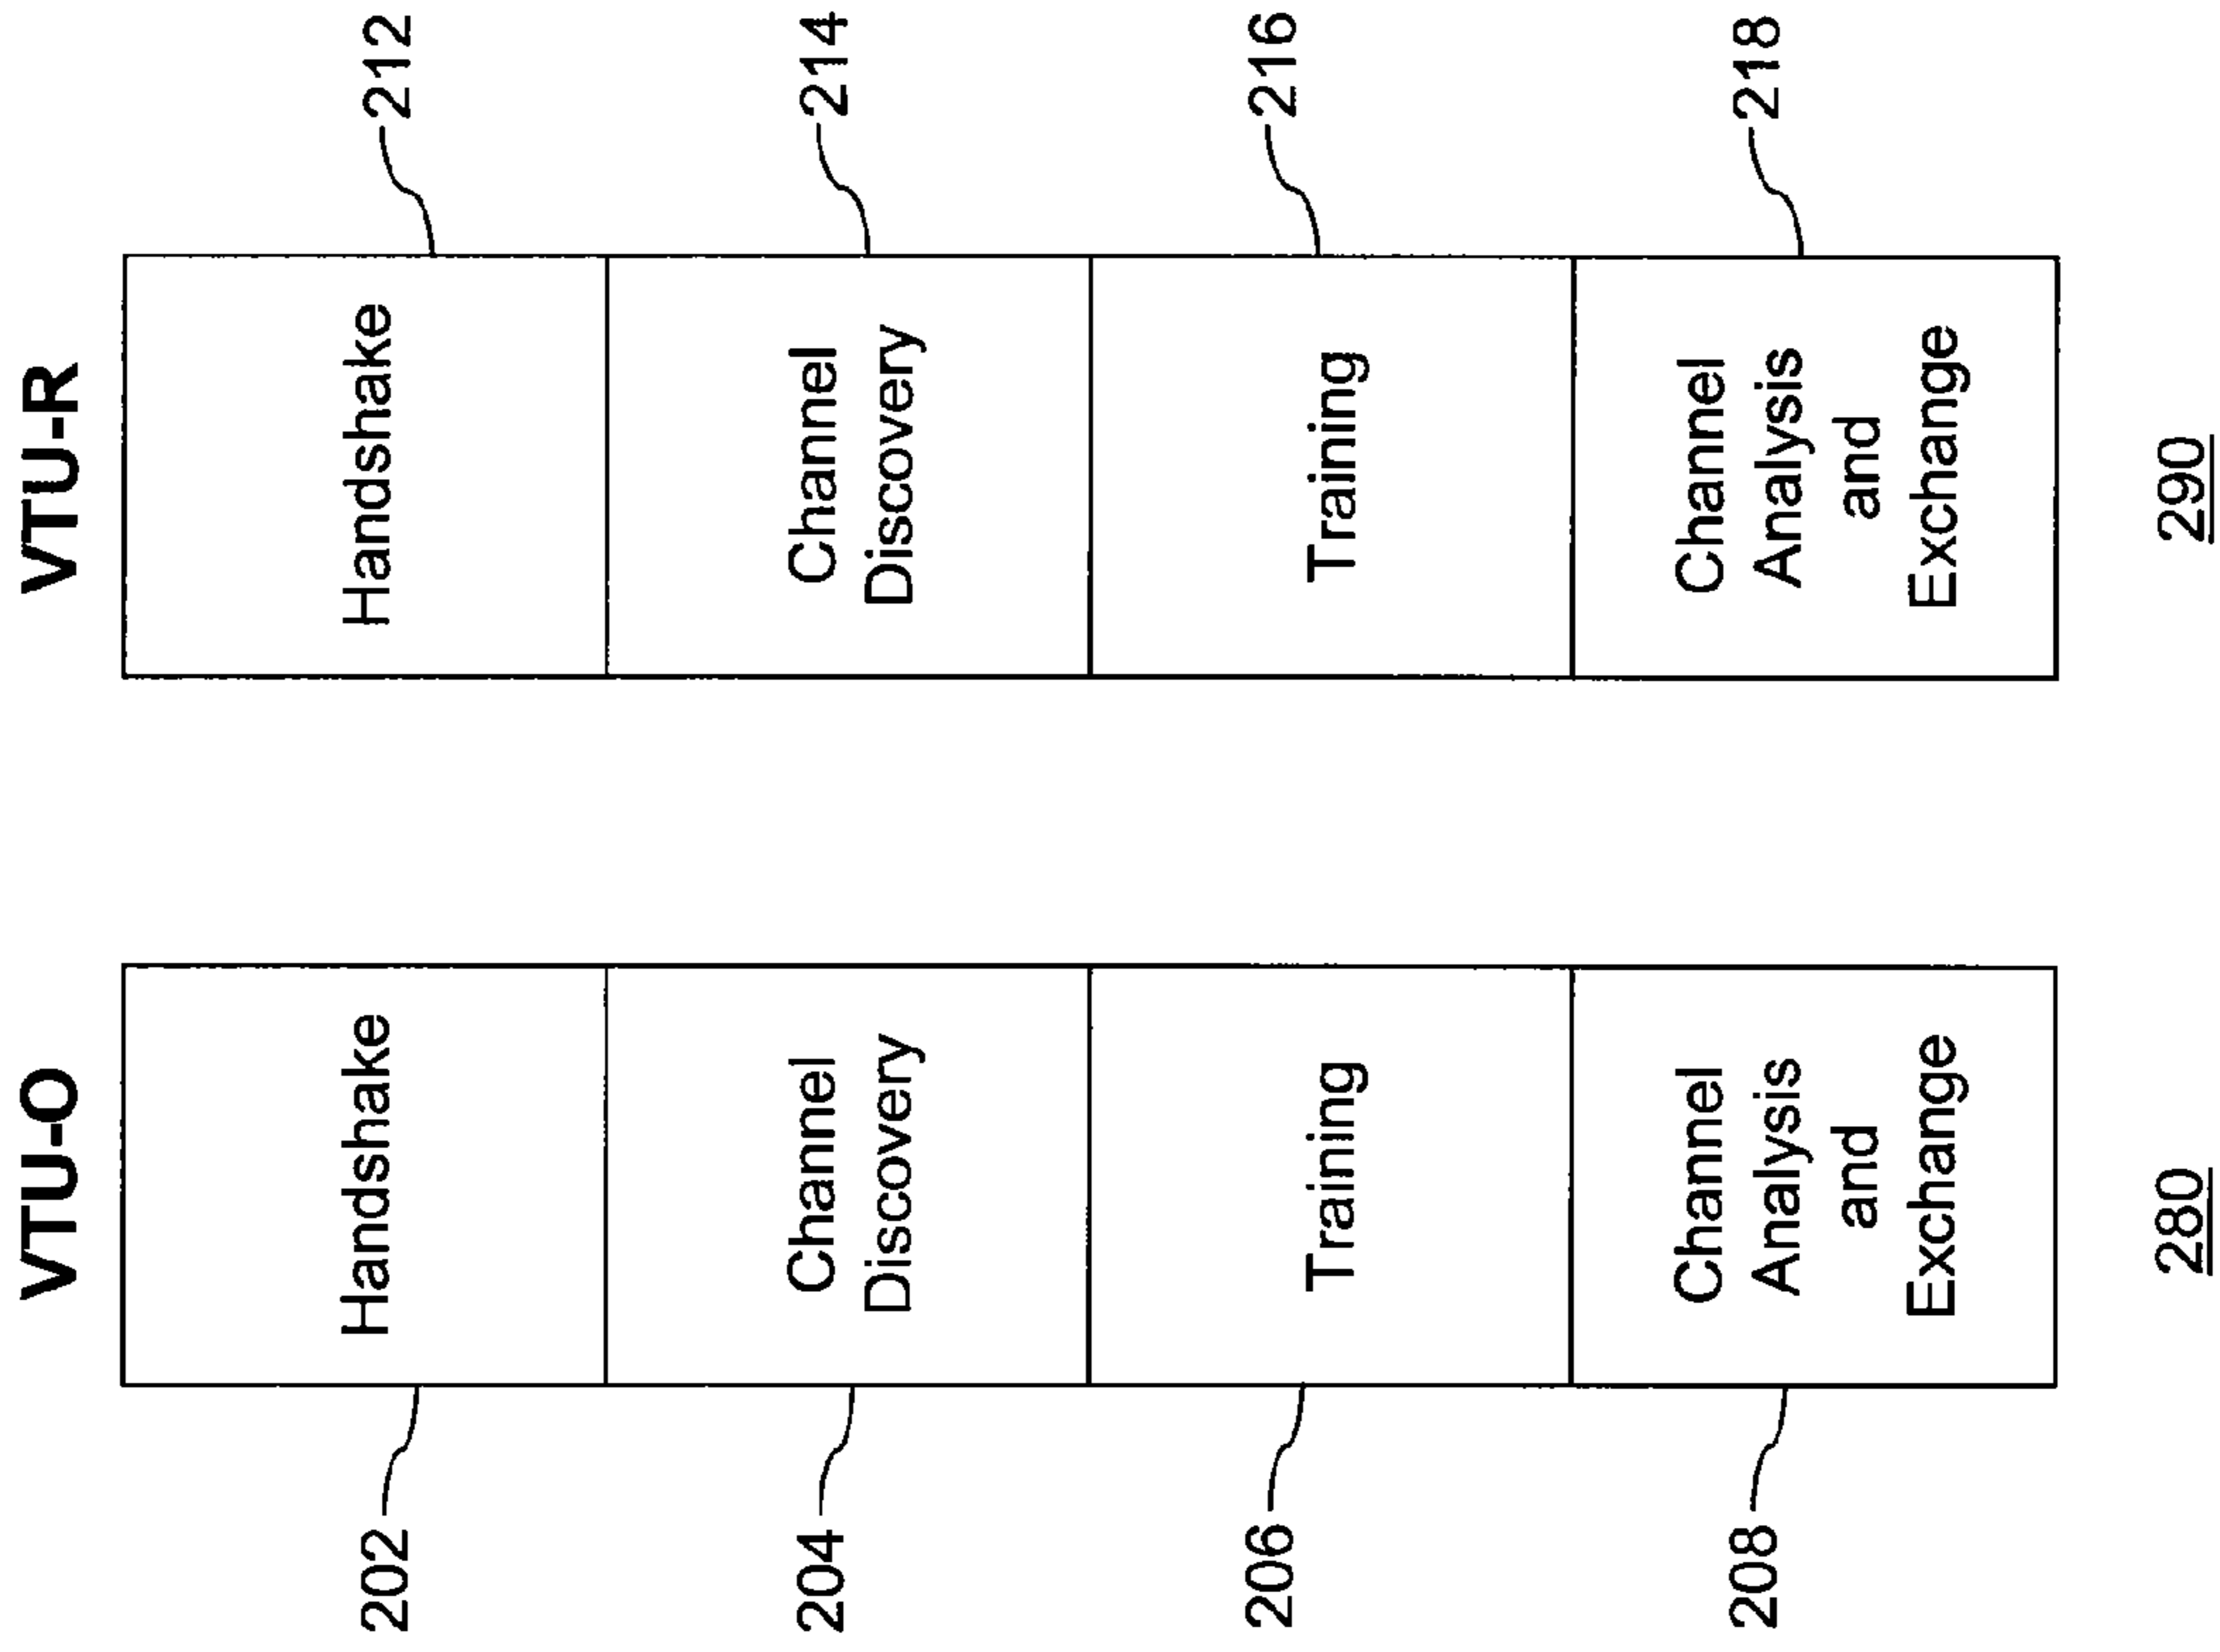 VTU-O
VTU-R
202
Handshake
Handshake
212
204
Channel
Discovery
Channel
Discovery
214
206
Training
Training
216
208
Channel
Analysis
and
Exchange
Channel
Analysis
and
Exchange
218
280
290